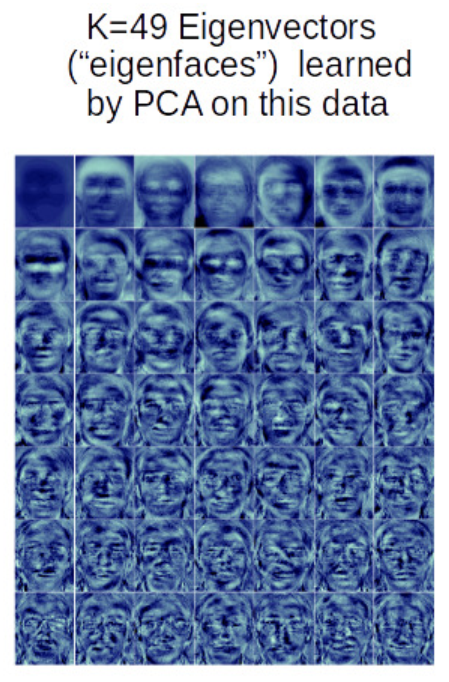 K=49 Eigenvectors
(“eigenfaces”) learned
by PCA on this data